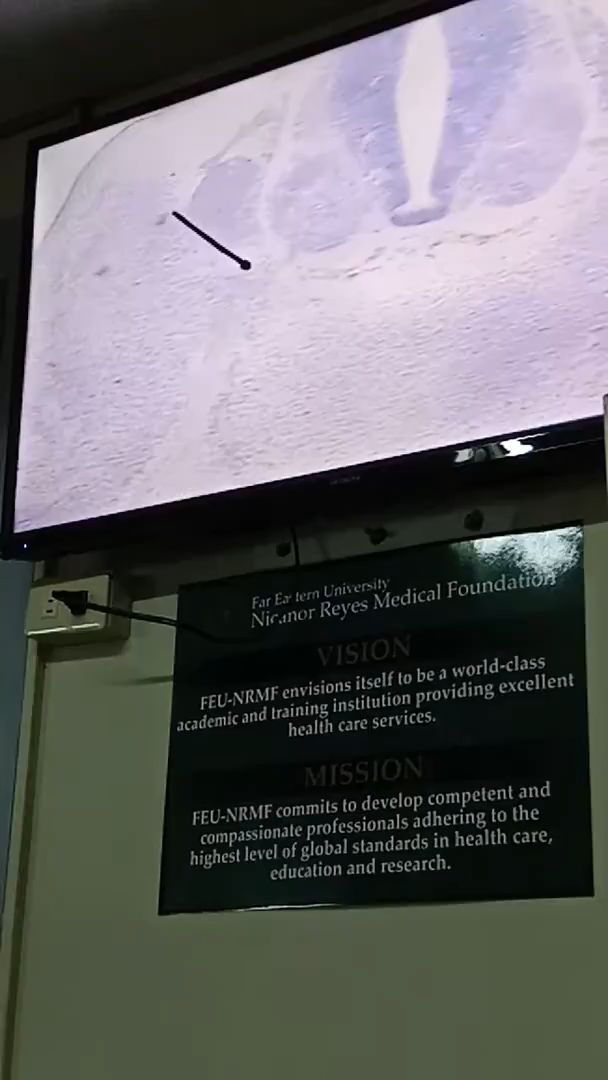 Far Eastern University
Nicanor Reyes Medical Foundation
VISION
FEU-NRMF envisions itself to be a world-class
academic and training institution providing excellent
health care services.
MISSION
FEU-NRMF commits to develop competent and
compassionate professionals adhering to the
highest level of global standards in health care,
education and research.